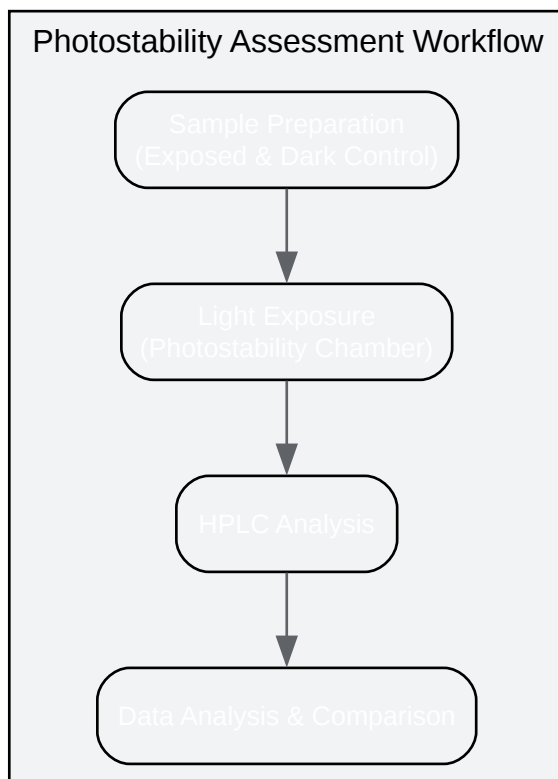 Photostability Assessment Workflow
Sample Preparation
(Exposed & Dark Control)
Light Exposure
(Photostability Chamber)
HPLC Analysis
Data Analysis & Comparison